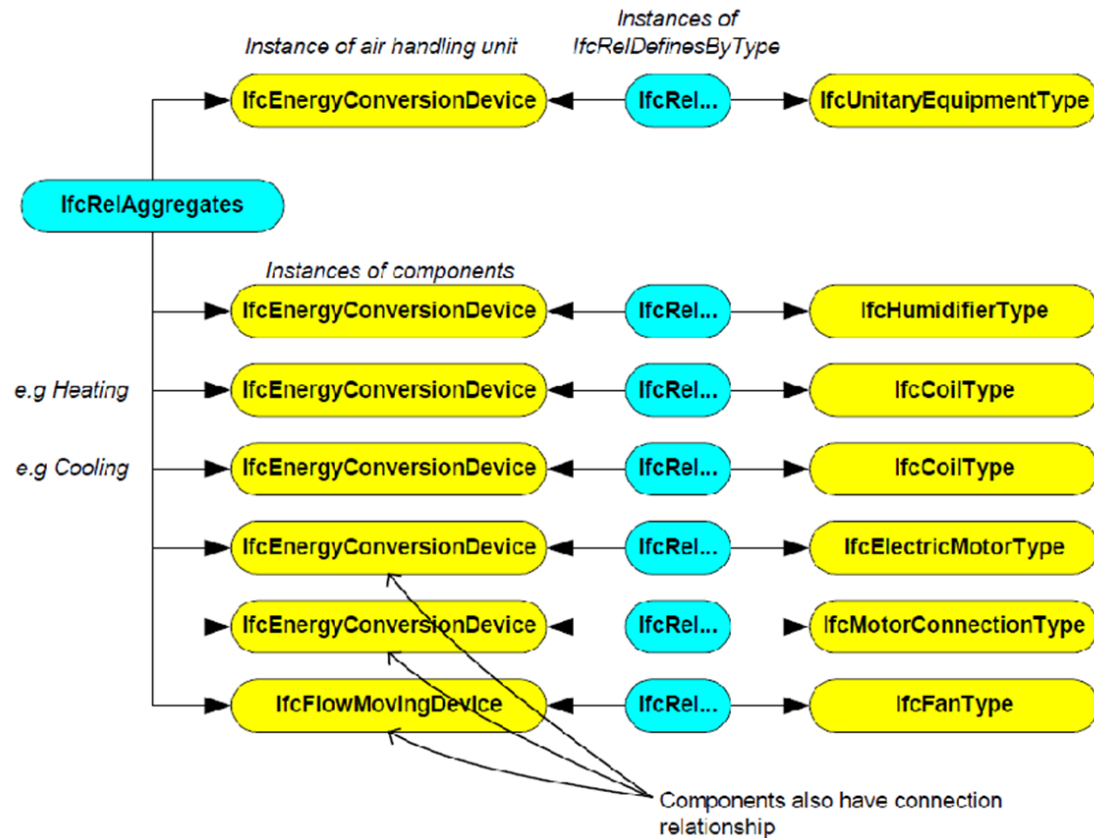 Instance of air handling unit
Instances of
IfcRelDefinesByType
IfcEnergyConversionDevice
IfcRel...
IfcUnitaryEquipmentType
IfcRelAggregates
Instances of components
IfcEnergyConversionDevice
IfcRel...
IfcHumidifierType
e.g Heating
IfcEnergyConversionDevice
IfcRel...
IfcCoilType
e.g Cooling
IfcEnergyConversionDevice
IfcRel...
IfcCoilType
IfcEnergyConversionDevice
IfcRel...
IfcElectricMotorType
IfcEnergyConversionDevice
IfcRel...
IfcMotorConnectionType
IfcFlowMovingDevice
IfcRel...
IfcFanType
Components also have connection
relationship